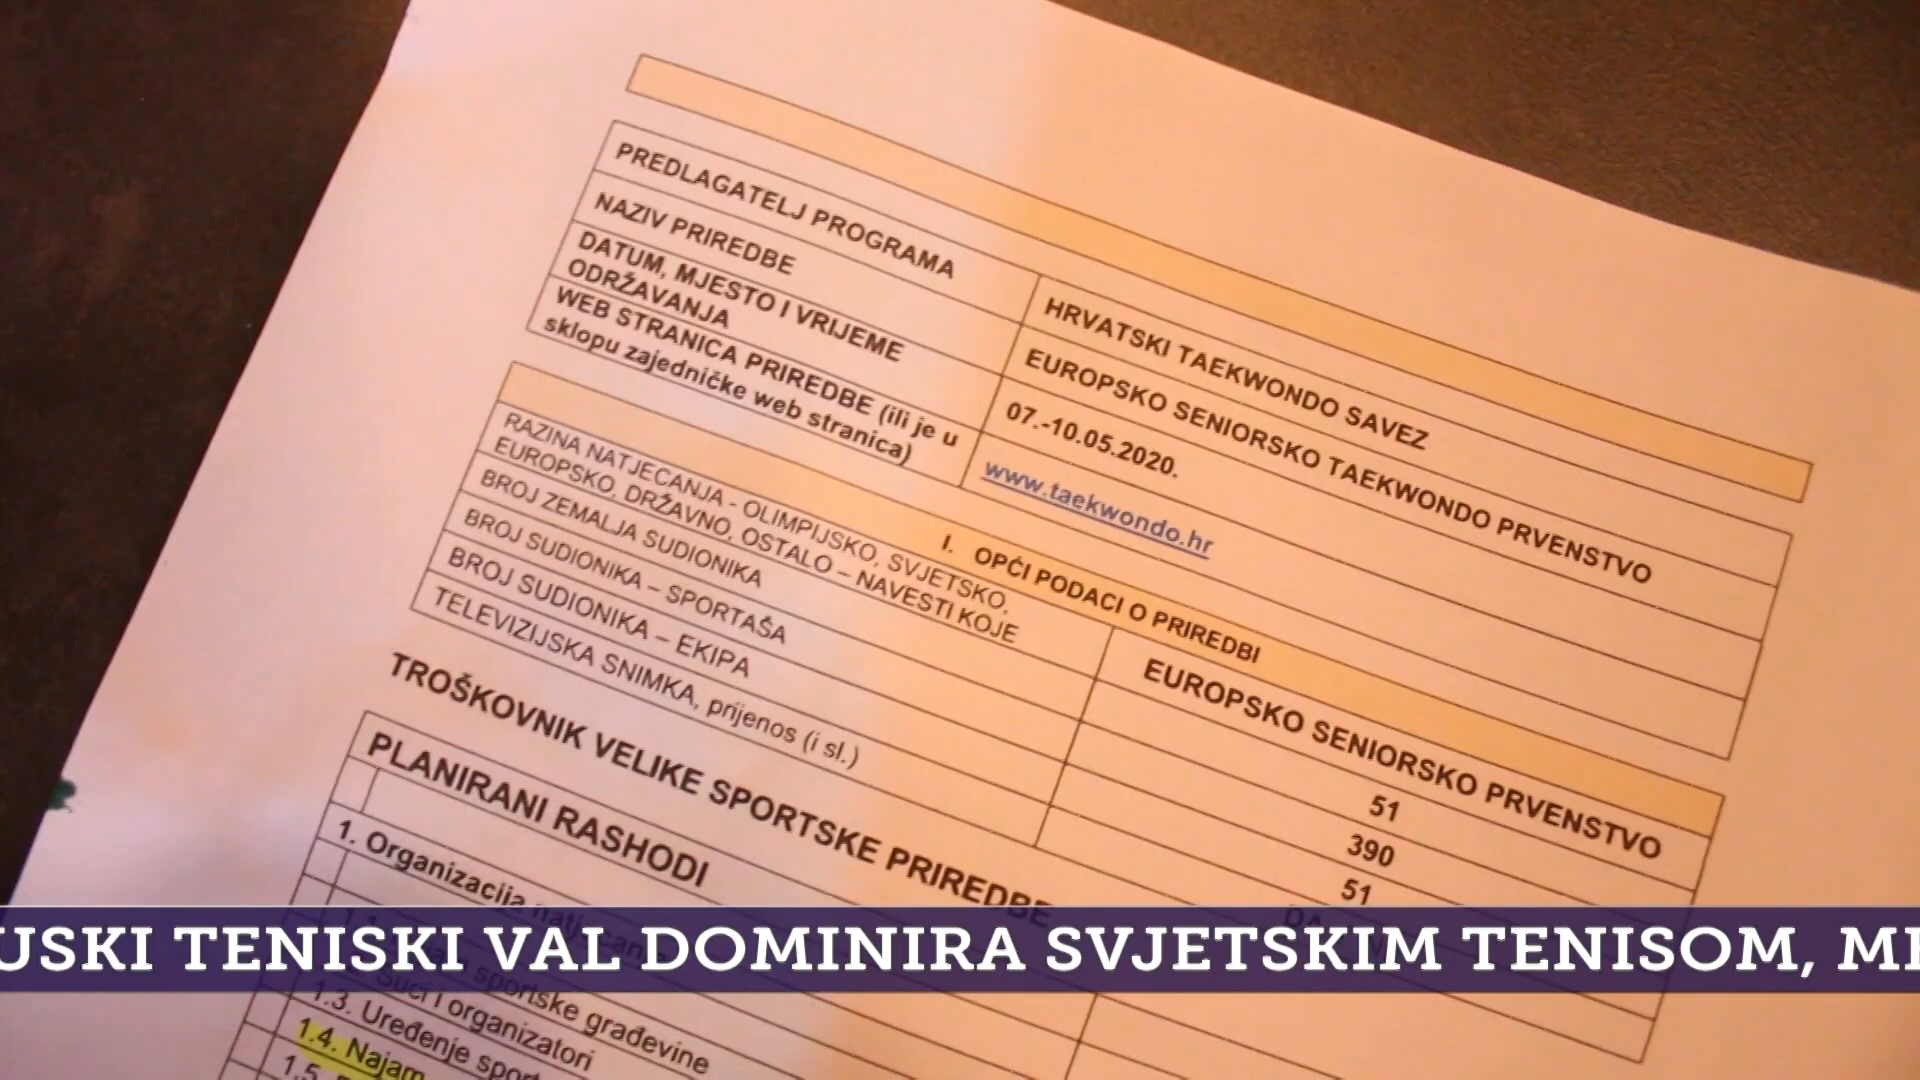 PREDLAGATELJ PROGRAMA
HRVATSKI TAEKWONDO SAVEZ
NAZIV PRIREDBE
EUROPSKO SENIORSKO TAEKWONDO PRVENSTVO
DATUM, MJESTO I VRIJEME
ODRŽAVANJA
07.-10.05.2020.
WEB STRANICA PRIREDBE (ili je u
sklopu zajedničke web stranica)
www.taekwondo.hr
I. OPĆI PODACI O PRIREDBI
RAZINA NATJECANJA - OLIMPIJSKO, SVJETSKO,
EUROPSKO, DRŽAVNO, OSTALO – NAVESTI KOJE
EUROPSKO SENIORSKO PRVENSTVO
BROJ ZEMALJA SUDIONIKA
51
BROJ SUDIONIKA – SPORTAŠA
390
BROJ SUDIONIKA – EKIPA
51
TELEVIZIJSKA SNIMKA, prijenos (i sl.)
TROŠKOVNIK VELIKE SPORTSKE PRIREDBE
PLANIRANI RASHODI
1. Organizacija
sportske građevine
Suci i organizatori
1.3. Uređenje
1.4. Najam
1.5.
USKI TENISKI VAL DOMINIRA SVJETSKIM TENISOM,